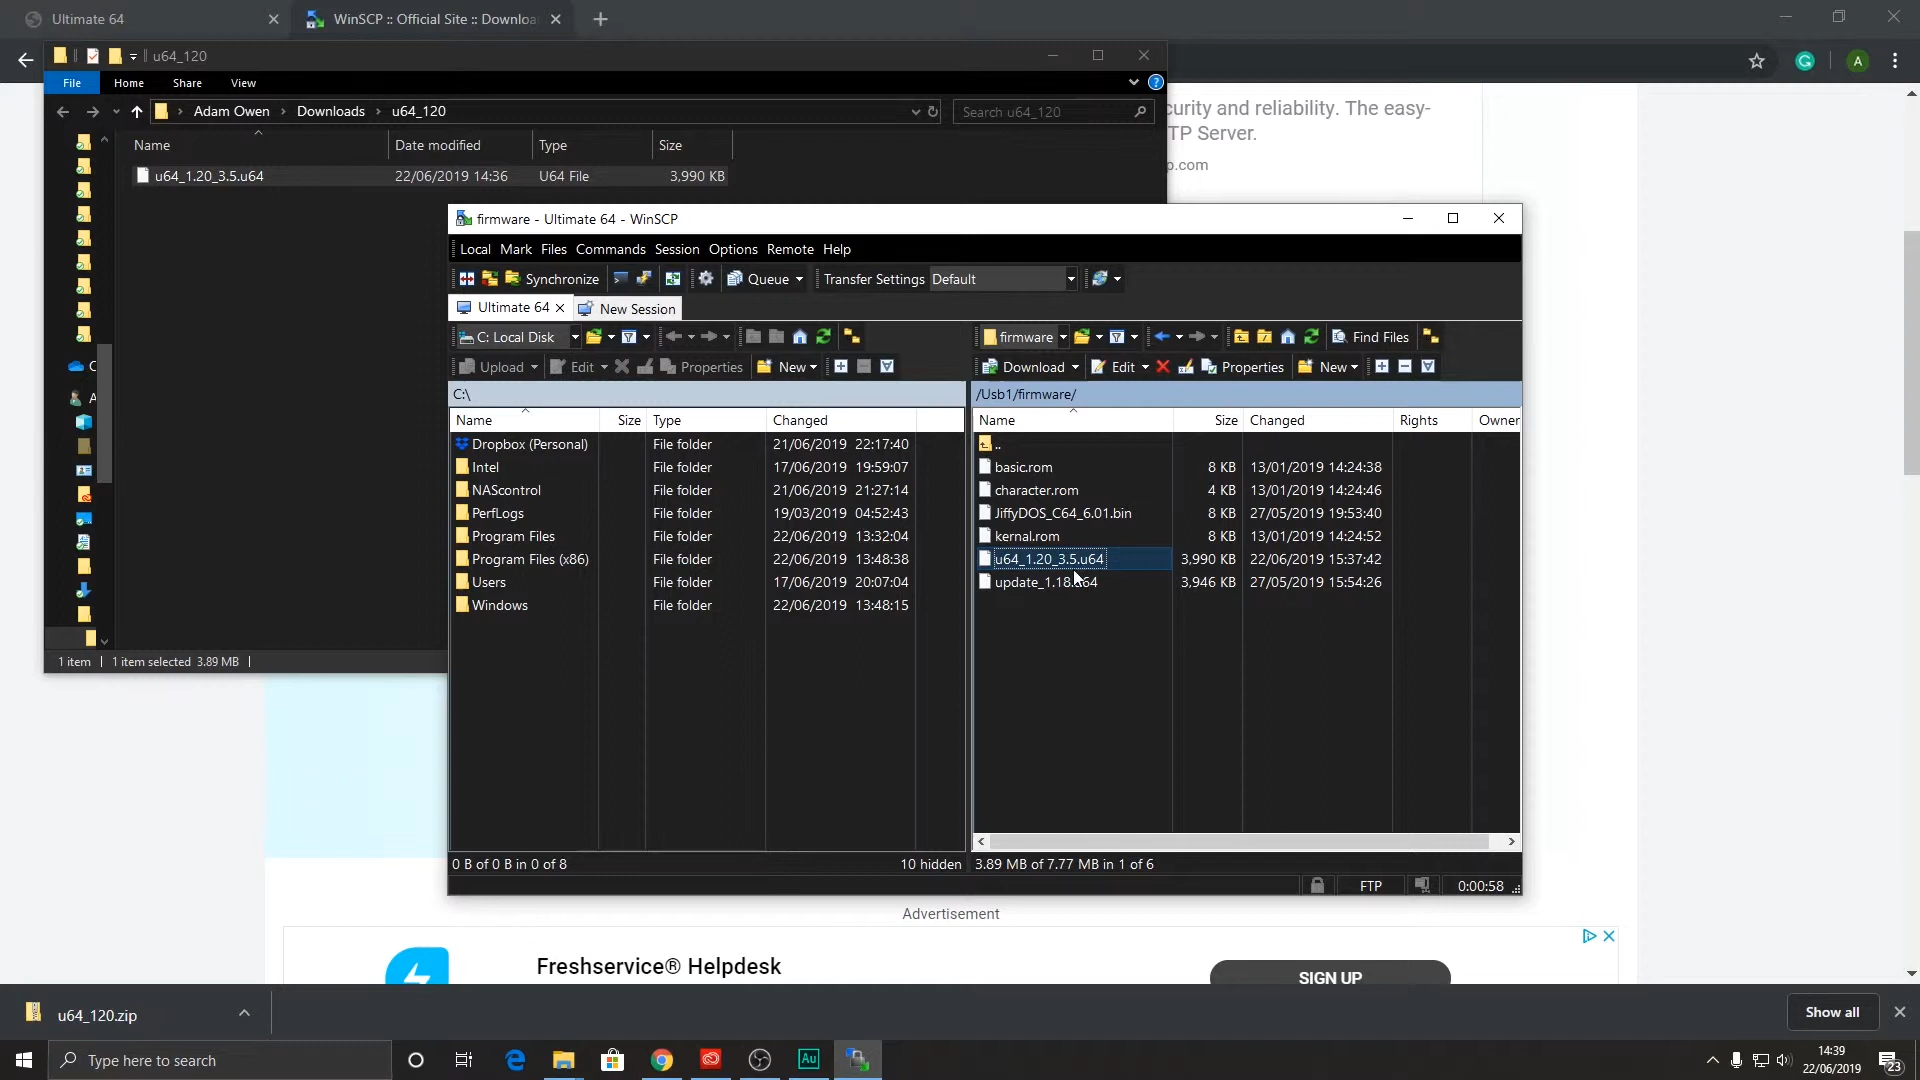 Ultimate 64
WinSCP :: Official Site :: Downloa
u64_120
File Home Share View
Adam Owen Downloads u64_120
Search u64_120
Name Date modified Type Size
u64_1.20_3.5.u64 22/06/2019 14:36 U64 File 3,990 KB
1 item 1 item selected 3.89 MB
curity and reliability. The easy-
TP Server.
p.com
firmware - Ultimate 64 - WinSCP
Local Mark Files Commands Session Options Remote Help
Synchronize Queue Transfer Settings Default
Ultimate 64 New Session
C: Local Disk
Upload Edit Properties New
C:\
Name Size Type Changed
Dropbox (Personal) File folder 21/06/2019 22:17:40
Intel File folder 17/06/2019 19:59:07
NAScontrol File folder 21/06/2019 21:27:14
PerfLogs File folder 19/03/2019 04:52:43
Program Files File folder 22/06/2019 13:32:04
Program Files (x86) File folder 22/06/2019 13:48:38
Users File folder 17/06/2019 20:07:04
Windows File folder 22/06/2019 13:48:15
0 B of 0 B in 0 of 8 10 hidden
firmware Find Files
Download Edit Properties New
/Usb1/firmware/
Name Size Changed Rights Owner
..
basic.rom 8 KB 13/01/2019 14:24:38
character.rom 4 KB 13/01/2019 14:24:46
JiffyDOS_C64_6.01.bin 8 KB 27/05/2019 19:53:40
kernal.rom 8 KB 13/01/2019 14:24:52
u64_1.20_3.5.u64 3,990 KB 22/06/2019 15:37:42
update_1.18.u64 3,946 KB 27/05/2019 15:54:26
3.89 MB of 7.77 MB in 1 of 6
FTP 0:00:58
Advertisement
Freshservice® Helpdesk
SIGN UP
u64_120.zip
Show all
Type here to search
Au
14:39
22/06/2019
23